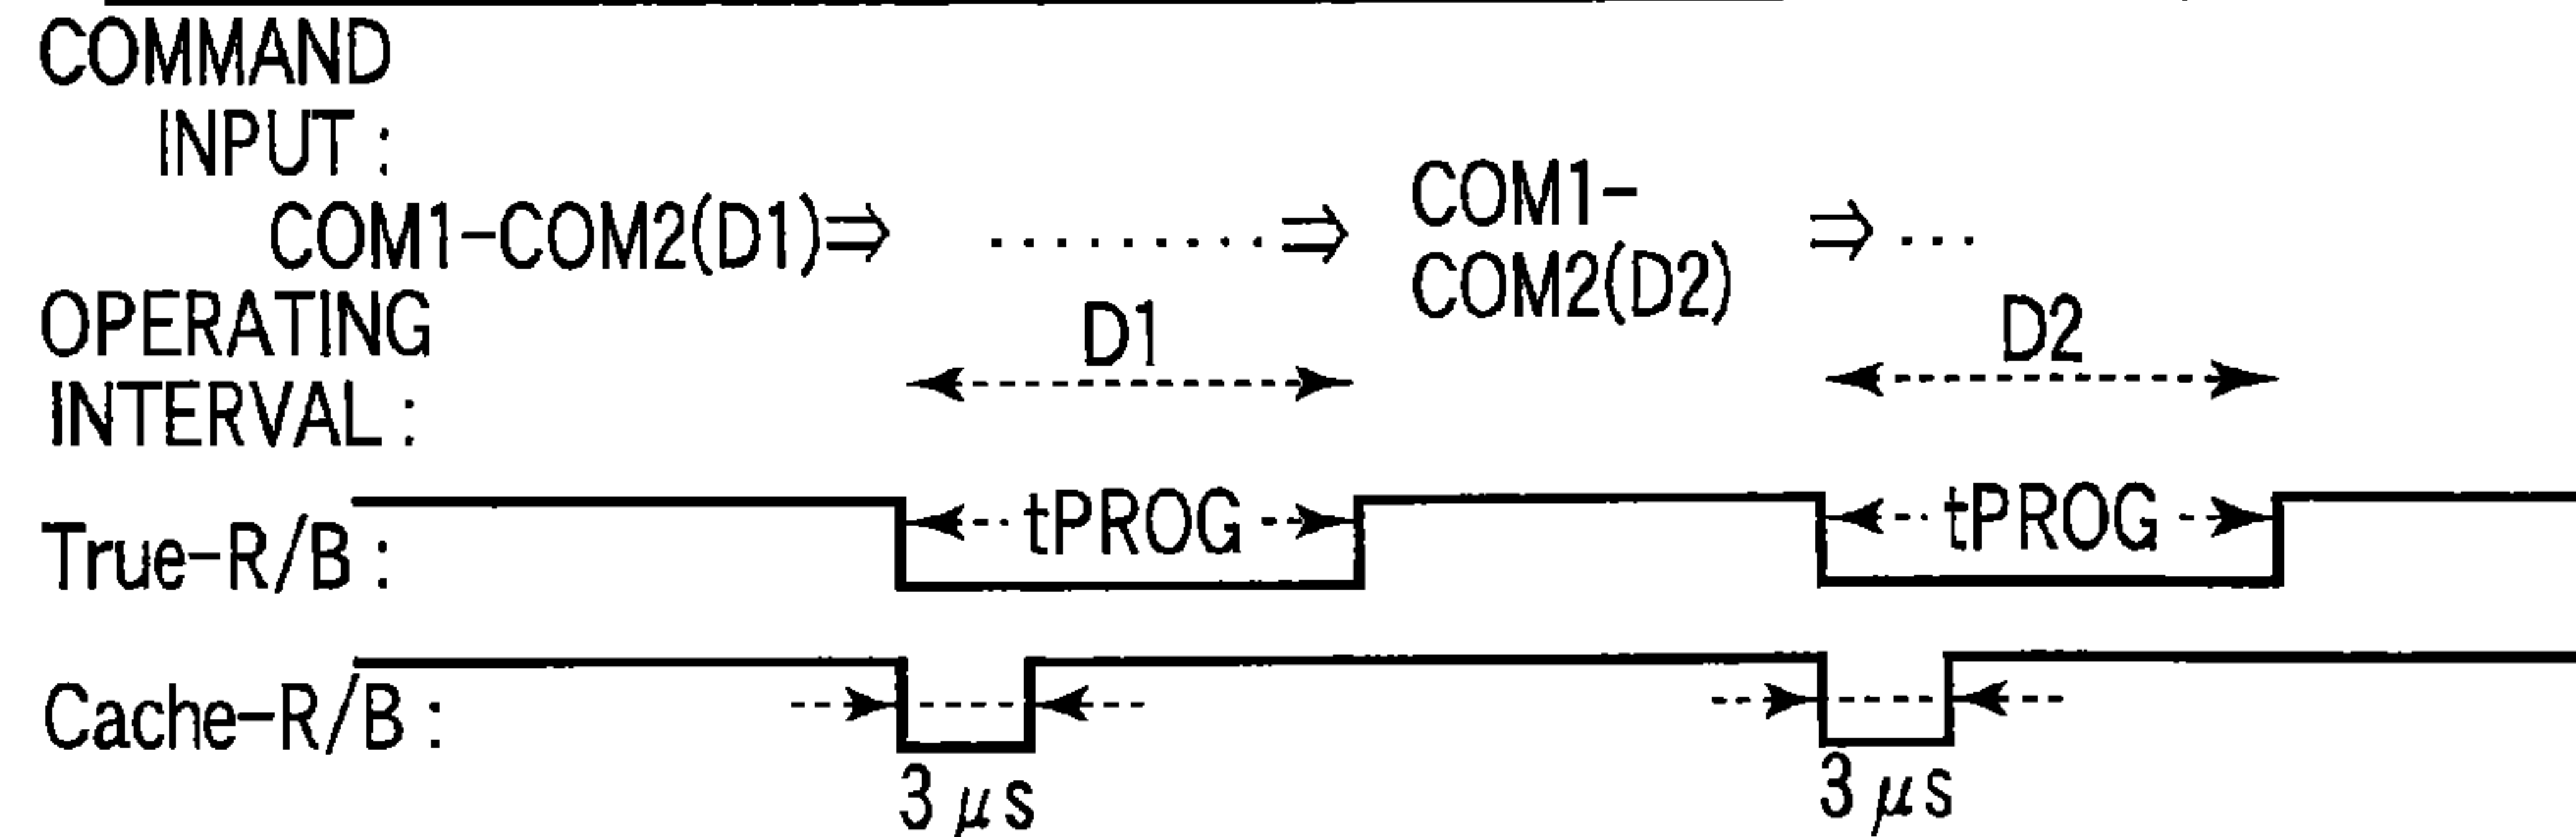 COMMAND
INPUT :
COM1-COM2(D1)⇒ .........⇒ COM1-
COM2(D2) ⇒...
OPERATING
INTERVAL :
D1 D2
True-R/B : tPROG tPROG
Cache-R/B :
3 μs 3 μs